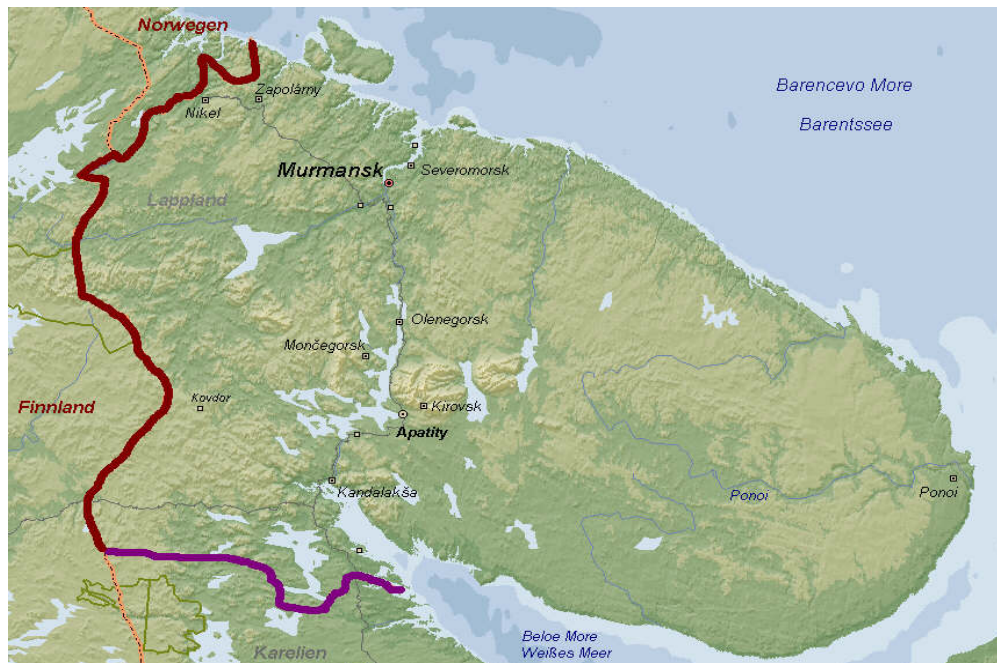 Norwegen
Barencevo More
Barentssee
Zapolârny
Nikel
Murmansk
Severomorsk
Lappland
Olenegorsk
Mončegorsk
Kovdor
Finnland
Kirovsk
Apatity
Kandalakša
Ponoi
Ponoi
Beloe More
Weißes Meer
Karelien